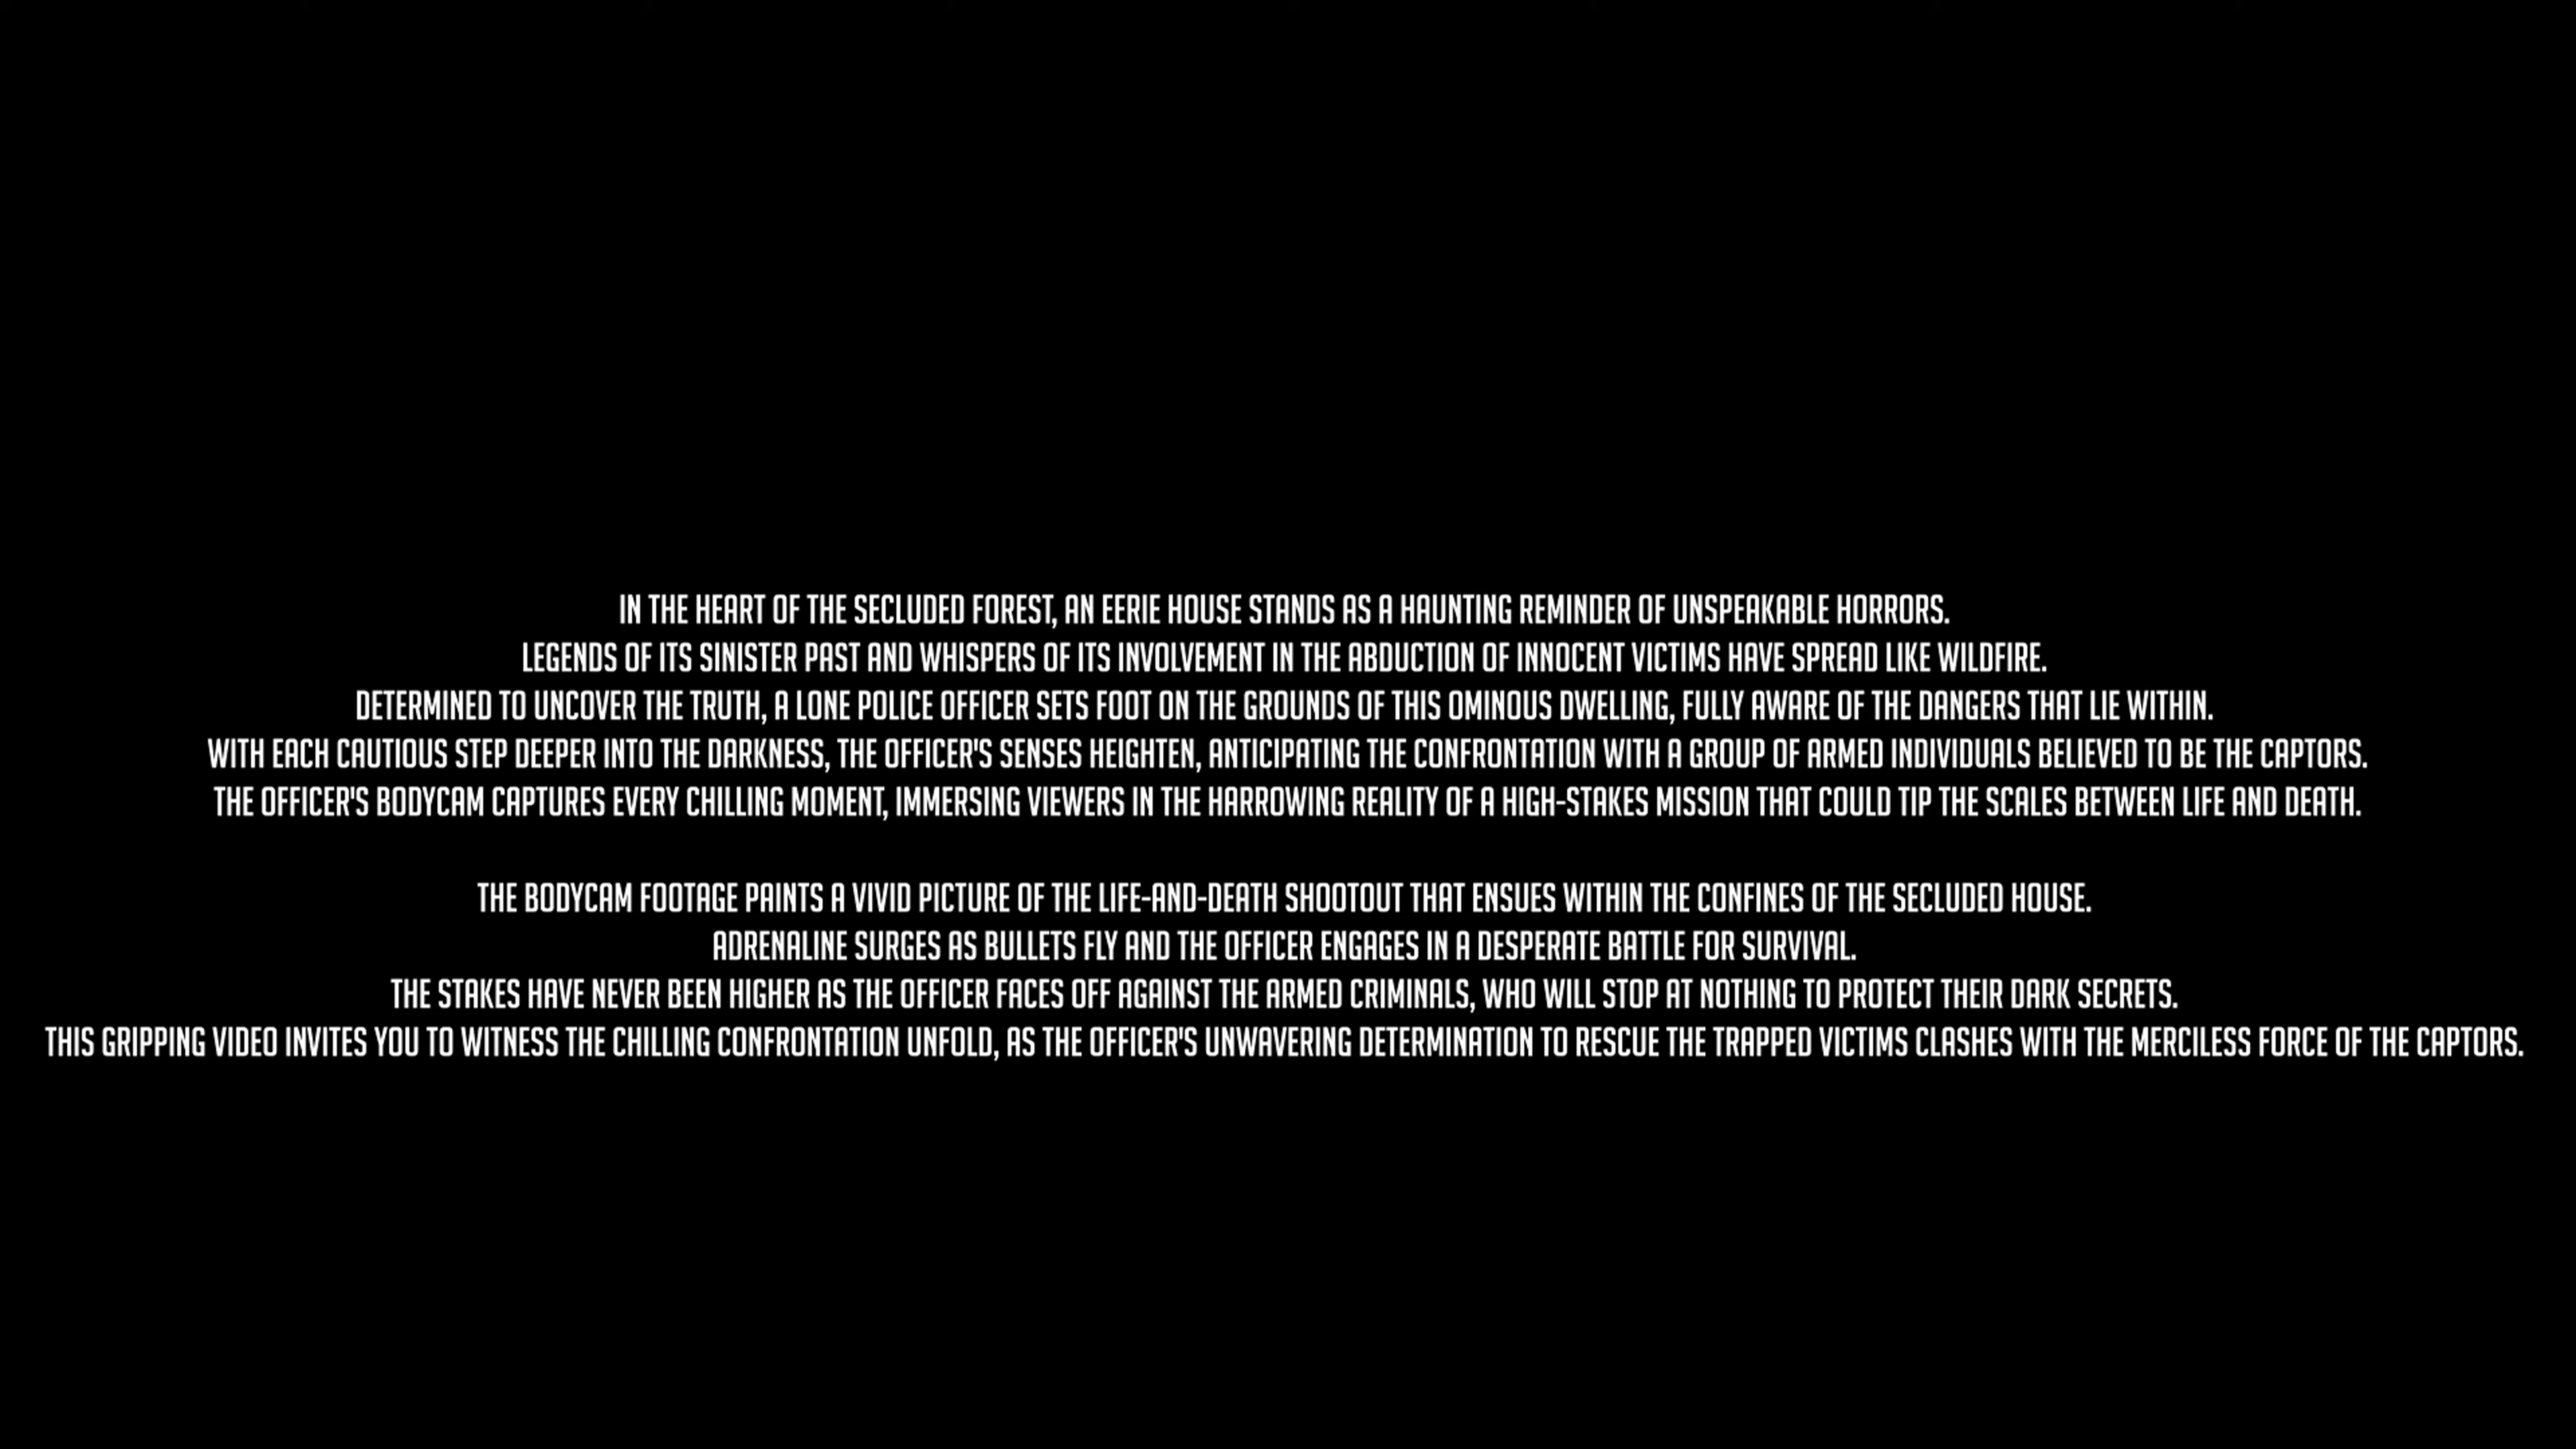 IN THE HEART OF THE SECLUDED FOREST, AN EERIE HOUSE STANDS AS A HAUNTING REMINDER OF UNSPEAKABLE HORRORS.
LEGENDS OF ITS SINISTER PAST AND WHISPERS OF ITS INVOLVEMENT IN THE ABDUCTION OF INNOCENT VICTIMS HAVE SPREAD LIKE WILDFIRE.
DETERMINED TO UNCOVER THE TRUTH, A LONE POLICE OFFICER SETS FOOT ON THE GROUNDS OF THIS OMINOUS DWELLING, FULLY AWARE OF THE DANGERS THAT LIE WITHIN.
WITH EACH CAUTIOUS STEP DEEPER INTO THE DARKNESS, THE OFFICER'S SENSES HEIGHTEN, ANTICIPATING THE CONFRONTATION WITH A GROUP OF ARMED INDIVIDUALS BELIEVED TO BE THE CAPTORS.
THE OFFICER'S BODYCAM CAPTURES EVERY CHILLING MOMENT, IMMERSING VIEWERS IN THE HARROWING REALITY OF A HIGH-STAKES MISSION THAT COULD TIP THE SCALES BETWEEN LIFE AND DEATH.
THE BODYCAM FOOTAGE PAINTS A VIVID PICTURE OF THE LIFE-AND-DEATH SHOOTOUT THAT ENSUES WITHIN THE CONFINES OF THE SECLUDED HOUSE.
ADRENALINE SURGES AS BULLETS FLY AND THE OFFICER ENGAGES IN A DESPERATE BATTLE FOR SURVIVAL.
THE STAKES HAVE NEVER BEEN HIGHER AS THE OFFICER FACES OFF AGAINST THE ARMED CRIMINALS, WHO WILL STOP AT NOTHING TO PROTECT THEIR DARK SECRETS.
THIS GRIPPING VIDEO INVITES YOU TO WITNESS THE CHILLING CONFRONTATION UNFOLD, AS THE OFFICER'S UNWAVERING DETERMINATION TO RESCUE THE TRAPPED VICTIMS CLASHES WITH THE MERCILESS FORCE OF THE CAPTORS.